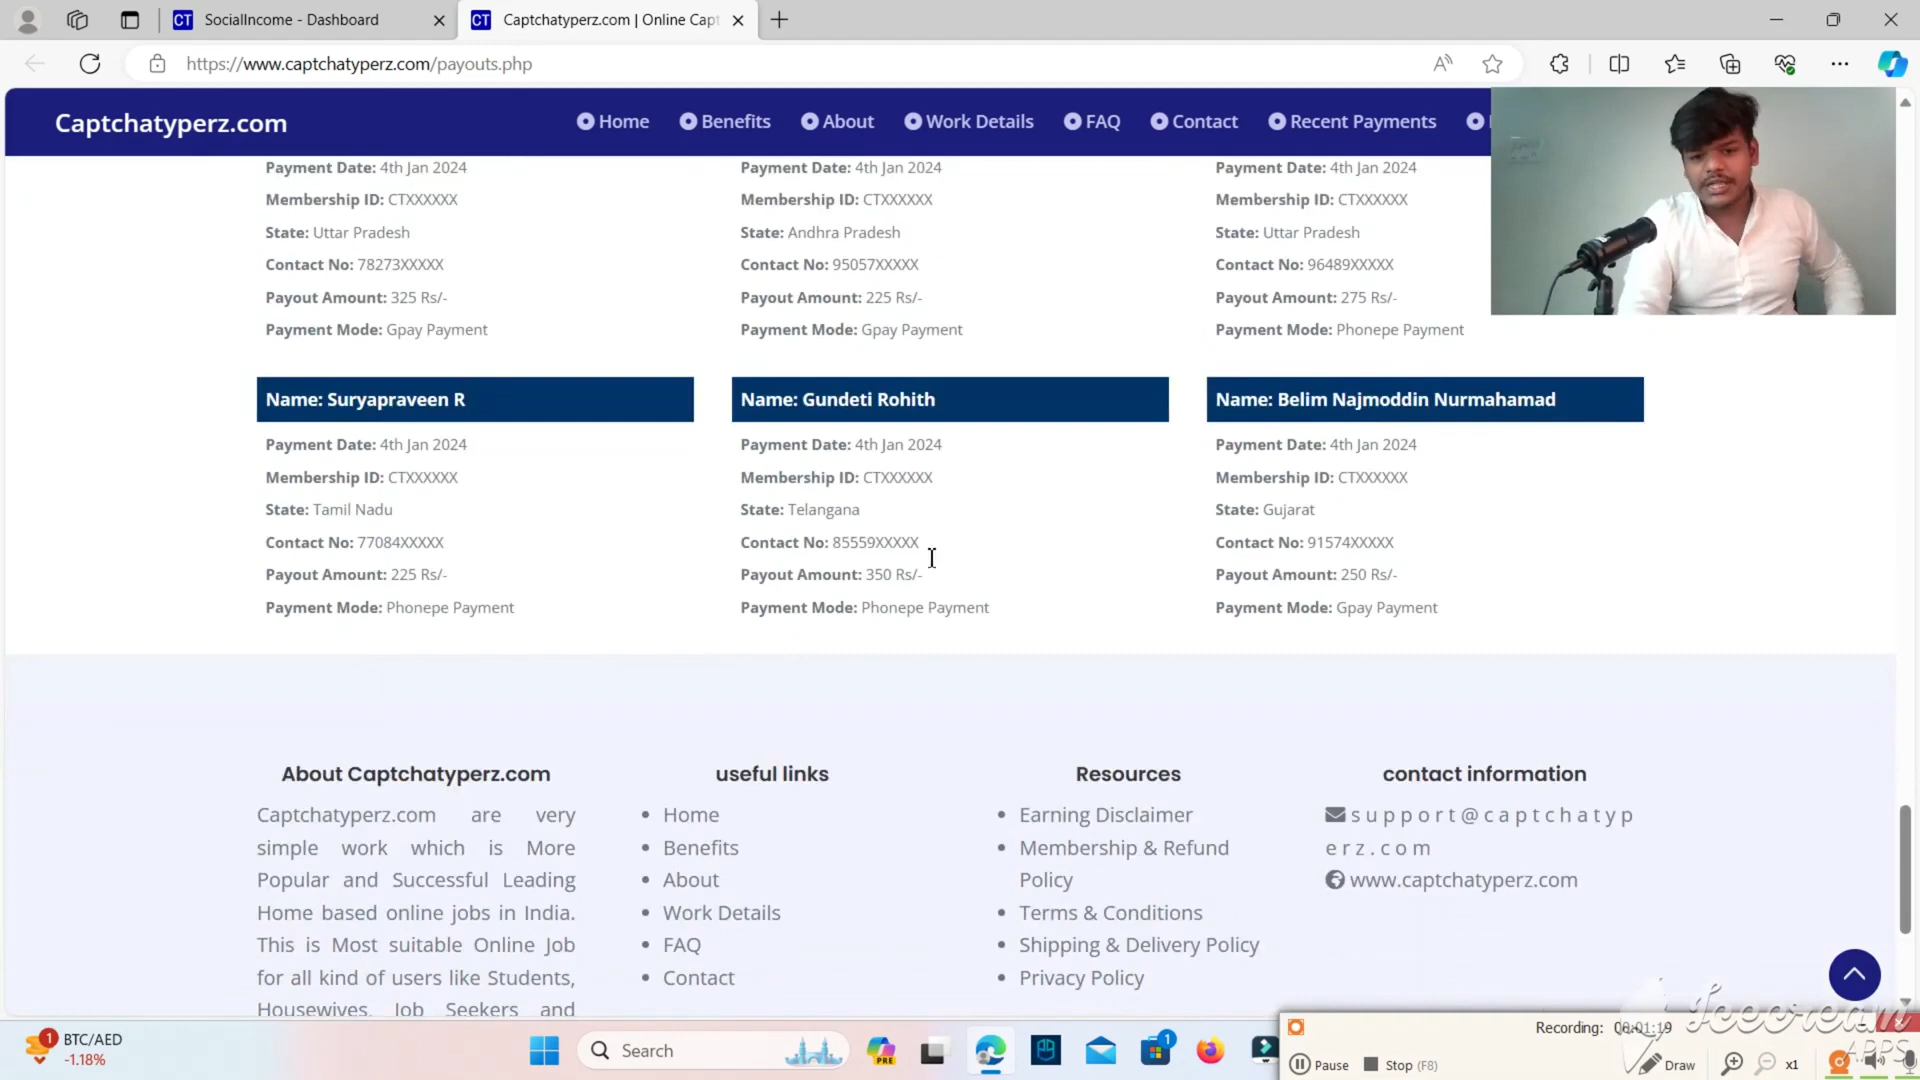 SocialIncome - Dashboard
Captchatyperz.com | Online Capt
https://www.captchatyperz.com/payouts.php
Captchatyperz.com
Home
Benefits
About
Work Details
FAQ
Contact
Recent Payments
Payment Date: 4th Jan 2024
Membership ID: CTXXXXXX
State: Uttar Pradesh
Contact No: 78273XXXXX
Payout Amount: 325 Rs/-
Payment Mode: Gpay Payment
Payment Date: 4th Jan 2024
Membership ID: CTXXXXXX
State: Andhra Pradesh
Contact No: 95057XXXXX
Payout Amount: 225 Rs/-
Payment Mode: Gpay Payment
Payment Date: 4th Jan 2024
Membership ID: CTXXXXXX
State: Uttar Pradesh
Contact No: 96489XXXXX
Payout Amount: 275 Rs/-
Payment Mode: Phonepe Payment
Name: Suryapraveen R
Payment Date: 4th Jan 2024
Membership ID: CTXXXXXX
State: Tamil Nadu
Contact No: 77084XXXXX
Payout Amount: 225 Rs/-
Payment Mode: Phonepe Payment
Name: Gundeti Rohith
Payment Date: 4th Jan 2024
Membership ID: CTXXXXXX
State: Telangana
Contact No: 85559XXXXX
Payout Amount: 350 Rs/-
Payment Mode: Phonepe Payment
Name: Belim Najmoddin Nurmahamad
Payment Date: 4th Jan 2024
Membership ID: CTXXXXXX
State: Gujarat
Contact No: 91574XXXXX
Payout Amount: 250 Rs/-
Payment Mode: Gpay Payment
About Captchatyperz.com
Captchatyperz.com are very
simple work which is More
Popular and Successful Leading
Home based online jobs in India.
This is Most suitable Online Job
for all kind of users like Students,
Housewives, Job Seekers and
useful links
Home
Benefits
About
Work Details
FAQ
Contact
Resources
Earning Disclaimer
Membership & Refund
Policy
Terms & Conditions
Shipping & Delivery Policy
Privacy Policy
contact information
support@captchatyp
erz.com
www.captchatyperz.com
1
BTC/AED
-1.18%
Search
PRE
1
Recording: 00:01:19
Pause
Stop (F8)
Draw
x1
Icecream
APPS